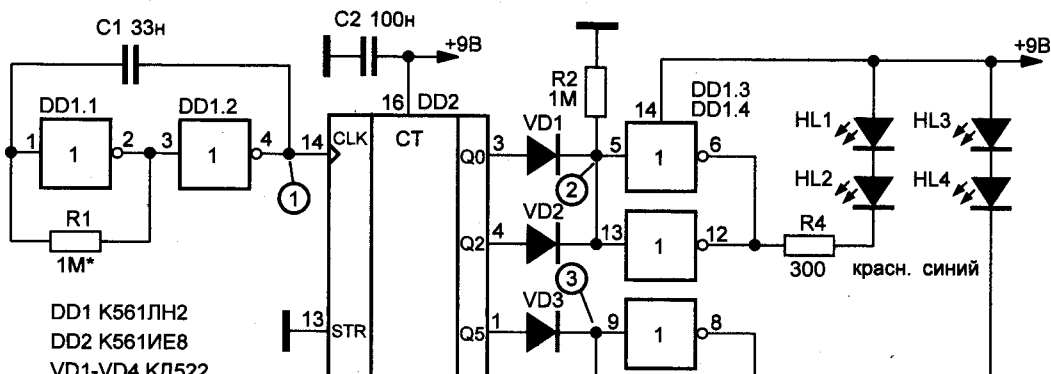 C1 33н
C2 100н
+9В
+9В
R2
1М
DD1.3
DD1.4
DD1.1
DD1.2
16
DD2
14
VD1
HL1
HL3
1
1
2
3
1
4
14
CLK
CT
Q0
3
5
1
6
1
2
HL2
HL4
R1
1М*
VD2
Q2
4
13
1
12
R4
300
красн. синий
3
DD1 К561ЛН2
DD2 К561ИЕ8
VD1-VD4 КД522
13
STR
VD3
Q5
1
9
1
8